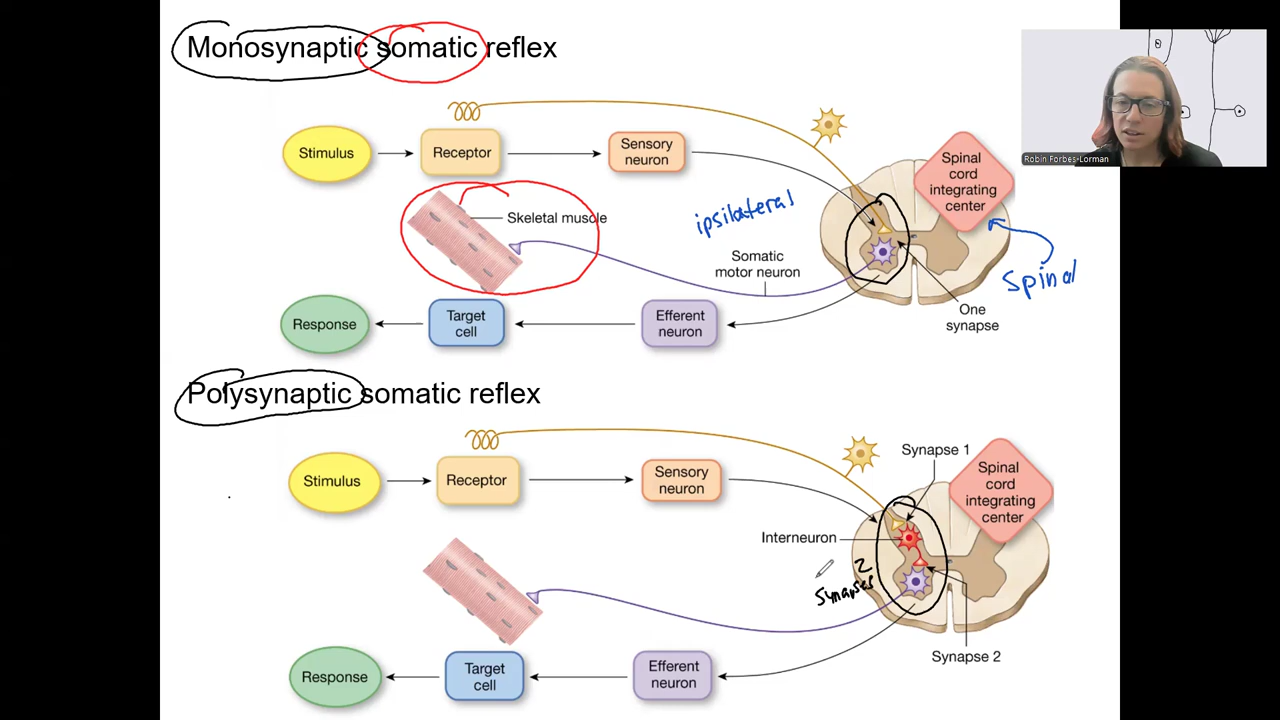 Monosynaptic somatic reflex
Stimulus
Receptor
Sensory
neuron
Spinal
cord
integrating
center
Robin Forbes-Lorman
Skeletal muscle
ipsilateral
Somatic
motor neuron
Spinal
One
synapse
Response
Target
cell
Efferent
neuron
Polysynaptic somatic reflex
Synapse 1
Stimulus
Receptor
Sensory
neuron
Spinal
cord
integrating
center
Interneuron
2
synapses
Synapse 2
Response
Target
cell
Efferent
neuron